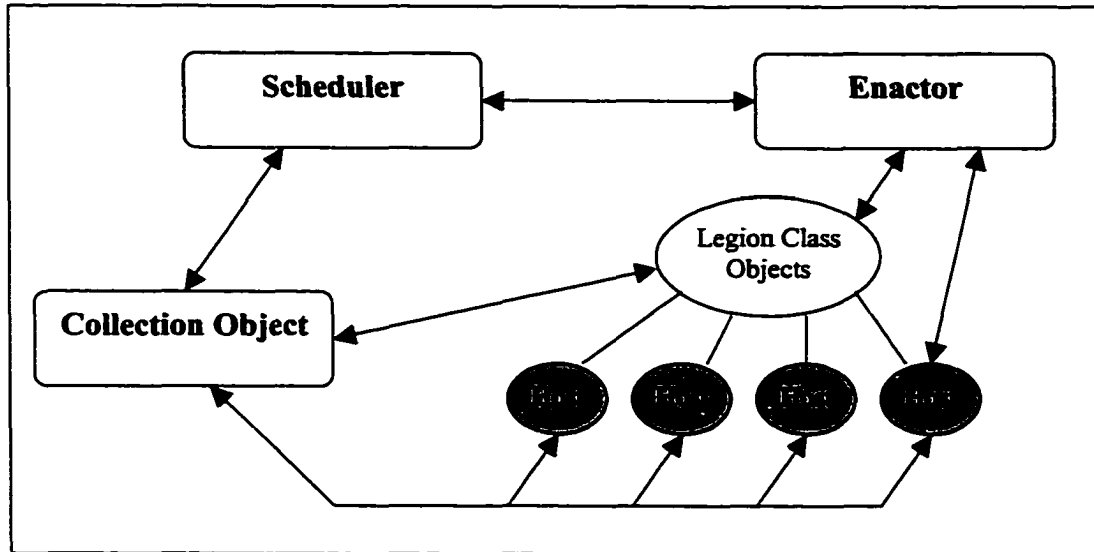 Scheduler
Enactor
Legion Class
Objects
Collection Object